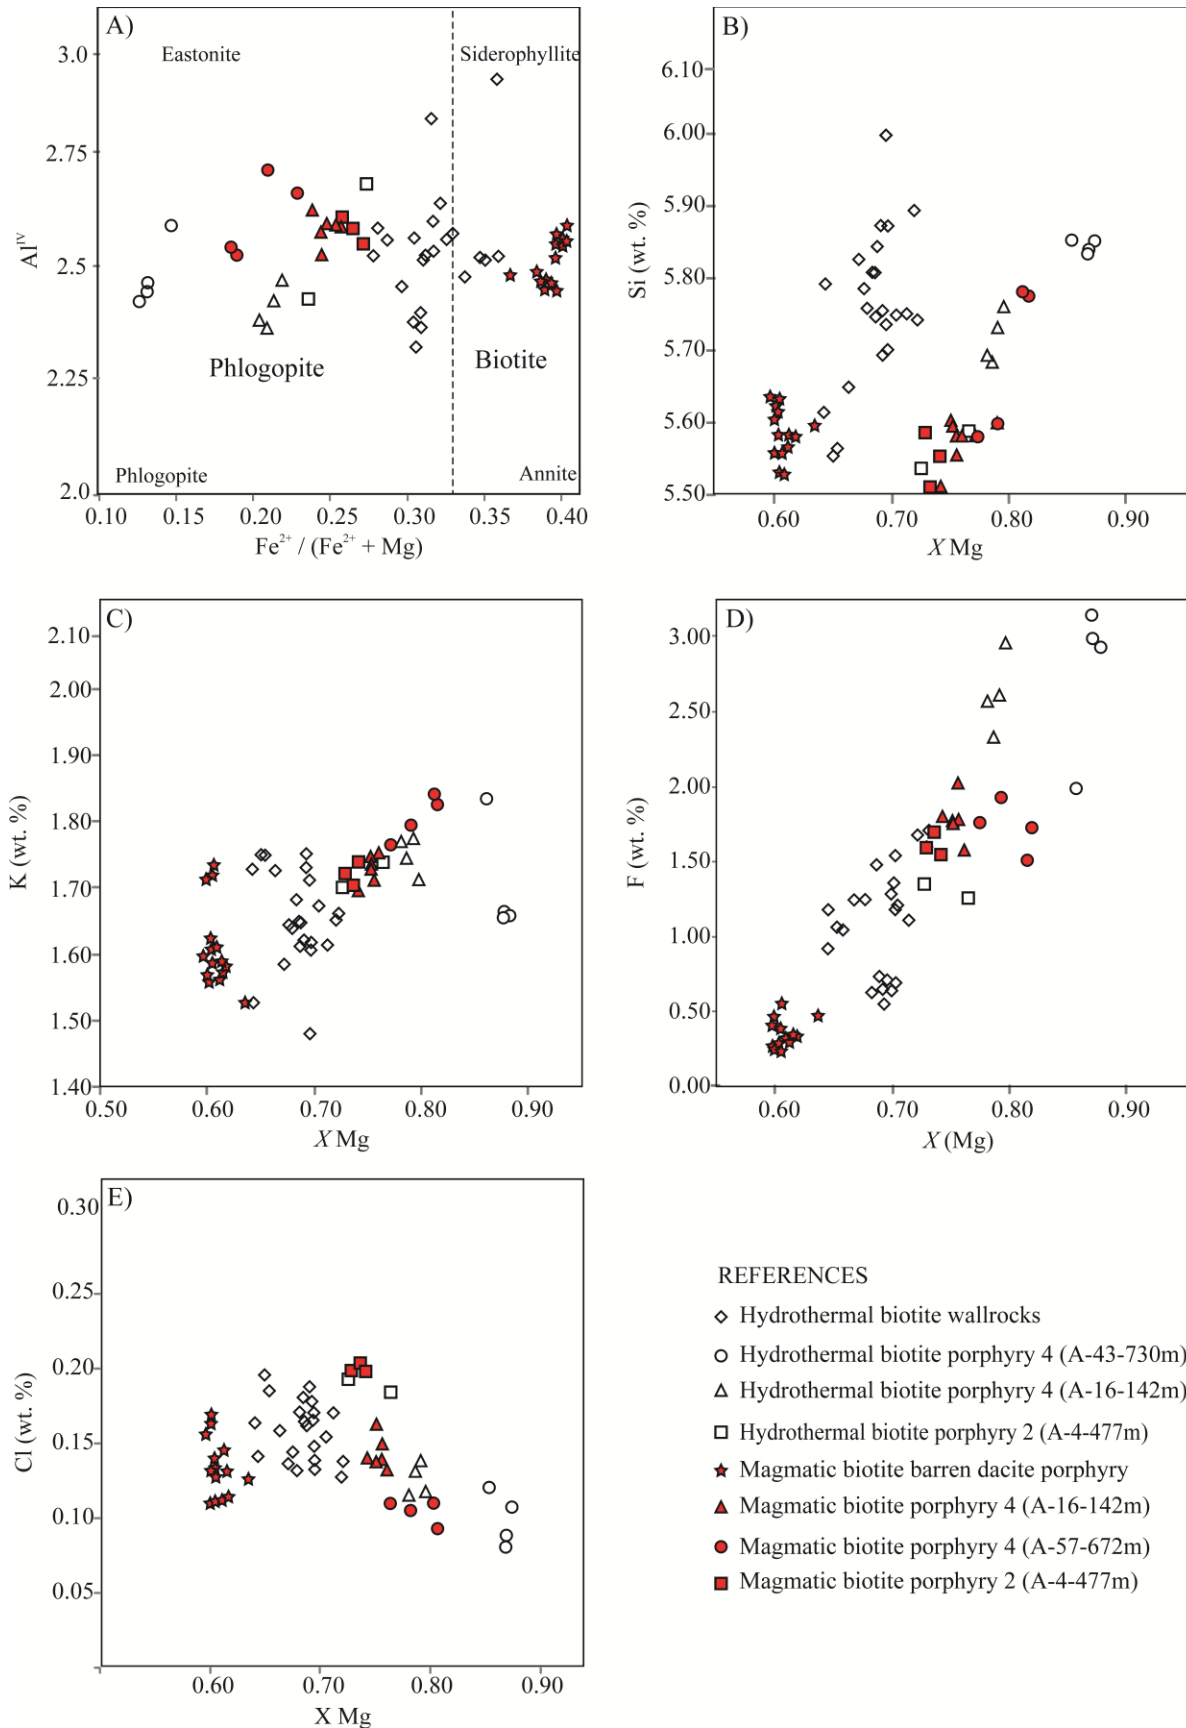 A)
Eastonite
Siderophyllite
3.0
2.75
2.5
2.25
2.0
Al^IV
Phlogopite
Biotite
Phlogopite
Annite
0.10 0.15 0.20 0.25 0.30 0.35 0.40
Fe²⁺ / (Fe²⁺ + Mg)
B)
6.10
6.00
5.90
5.80
5.70
5.60
5.50
Si (wt. %)
0.60 0.70 0.80 0.90
X Mg
C)
2.10
2.00
1.90
1.80
1.70
1.60
1.50
1.40
K (wt. %)
0.50 0.60 0.70 0.80 0.90
X Mg
D)
3.00
2.50
2.00
1.50
1.00
0.50
0.00
F (wt. %)
0.60 0.70 0.80 0.90
X (Mg)
E)
0.30
0.25
0.20
0.15
0.10
0.05
Cl (wt. %)
0.60 0.70 0.80 0.90
X Mg
REFERENCES
Hydrothermal biotite wallrocks
Hydrothermal biotite porphyry 4 (A-43-730m)
Hydrothermal biotite porphyry 4 (A-16-142m)
Hydrothermal biotite porphyry 2 (A-4-477m)
Magmatic biotite barren dacite porphyry
Magmatic biotite porphyry 4 (A-16-142m)
Magmatic biotite porphyry 4 (A-57-672m)
Magmatic biotite porphyry 2 (A-4-477m)